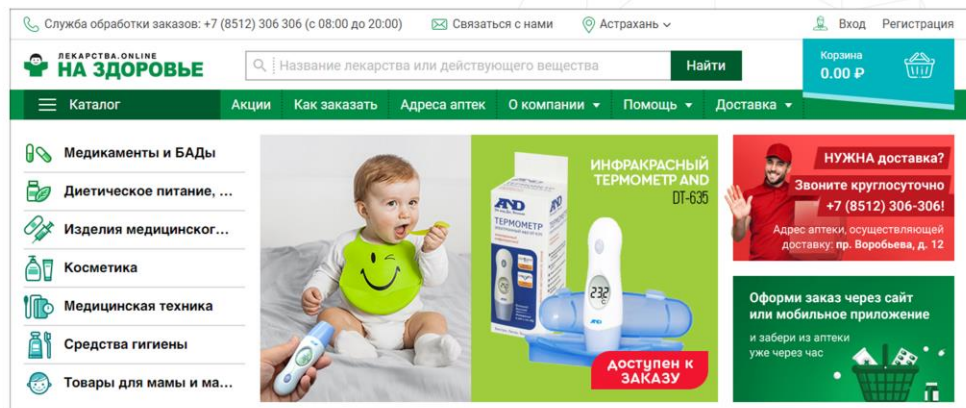 Служба обработки заказов: +7 (8512) 306 306 (с 08:00 до 20:00)
Связаться с нами
Астрахань
Вход
Регистрация
ЛЕКАРСТВА.ONLINE
НА ЗДОРОВЬЕ
Название лекарства или действующего вещества
Найти
Корзина
0.00 ₽
Каталог
Акции
Как заказать
Адреса аптек
О компании
Помощь
Доставка
Медикаменты и БАДы
Диетическое питание, ...
Изделия медицинског...
Косметика
Медицинская техника
Средства гигиены
Товары для мамы и ма...
ИНФРАКРАСНЫЙ
ТЕРМОМЕТР AND
DT-635
AND
ТЕРМОМЕТР
AND
ДОСТУПЕН К
ЗАКАЗУ
НУЖНА доставка?
Звоните круглосуточно
+7 (8512) 306-306!
Адрес аптеки, осуществляющей
доставку: пр. Воробьева, д. 12
Оформи заказ через сайт
или мобильное приложение
и забери из аптеки
уже через час